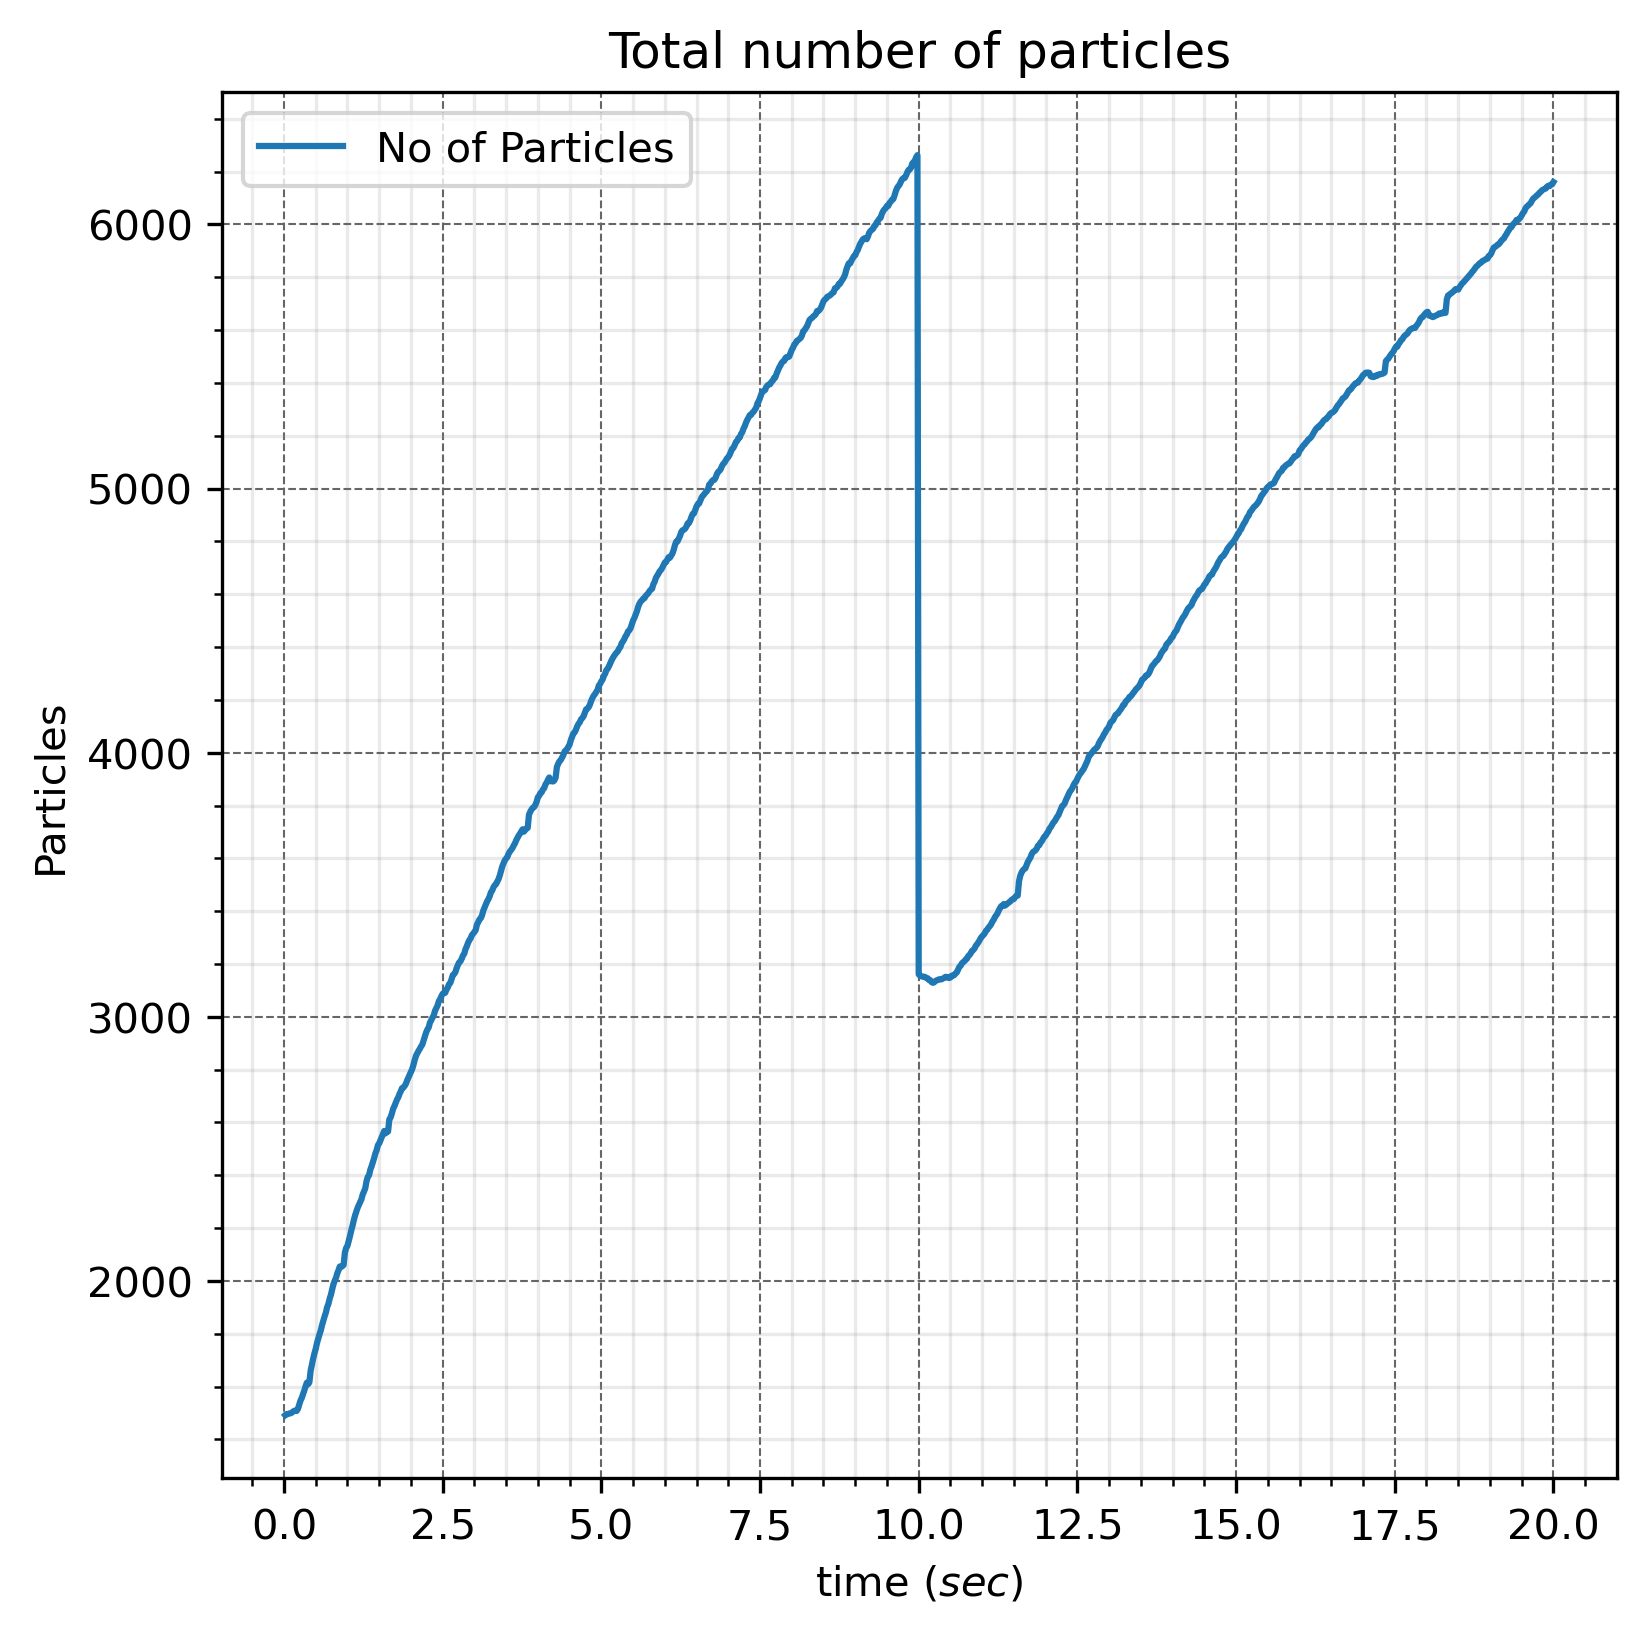 Total number of particles
No of Particles
6000
5000
4000
3000
2000
Particles
0.0 2.5 5.0 7.5 10.0 12.5 15.0 17.5 20.0
time (sec)